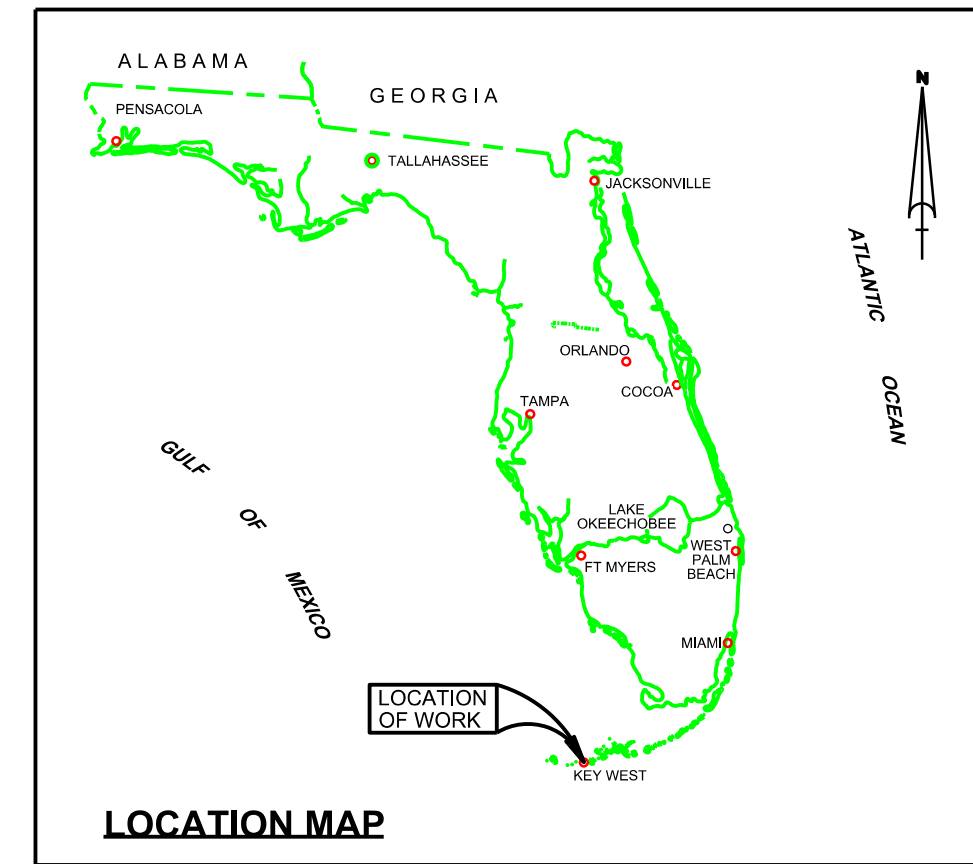 ALABAMA
GEORGIA
N
PENSACOLA
TALLAHASSEE
JACKSONVILLE
ATLANTIC
OCEAN
ORLANDO
COCOA
TAMPA
GULF
OF
MEXICO
LAKE
OKEECHOBEE
WEST
PALM
BEACH
FT MYERS
MIAMI
LOCATION
OF WORK
KEY WEST
LOCATION MAP